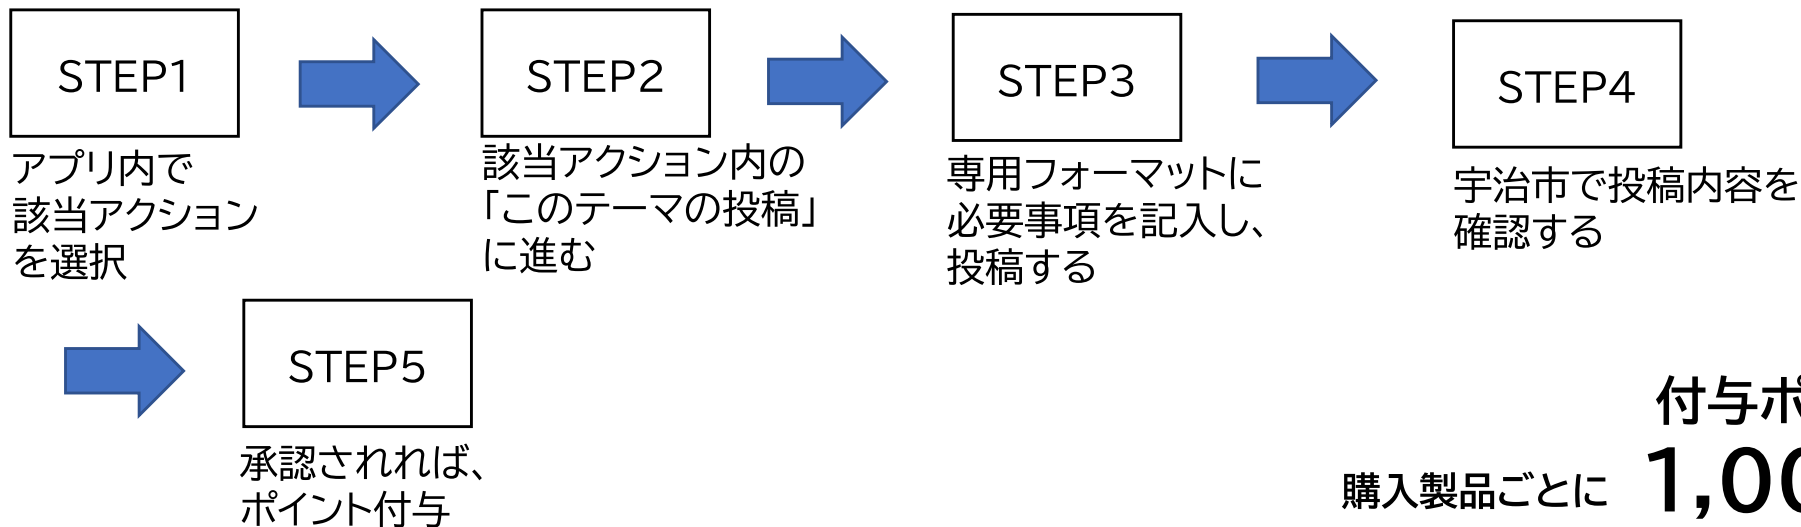 STEP1
アプリ内で
該当アクション
を選択
STEP2
該当アクション内の
「このテーマの投稿」
に進む
STEP3
専用フォーマットに
必要事項を記入し、
投稿する
STEP4
宇治市で投稿内容を
確認する
STEP5
承認されれば、
ポイント付与
付与
購入製品ごとに